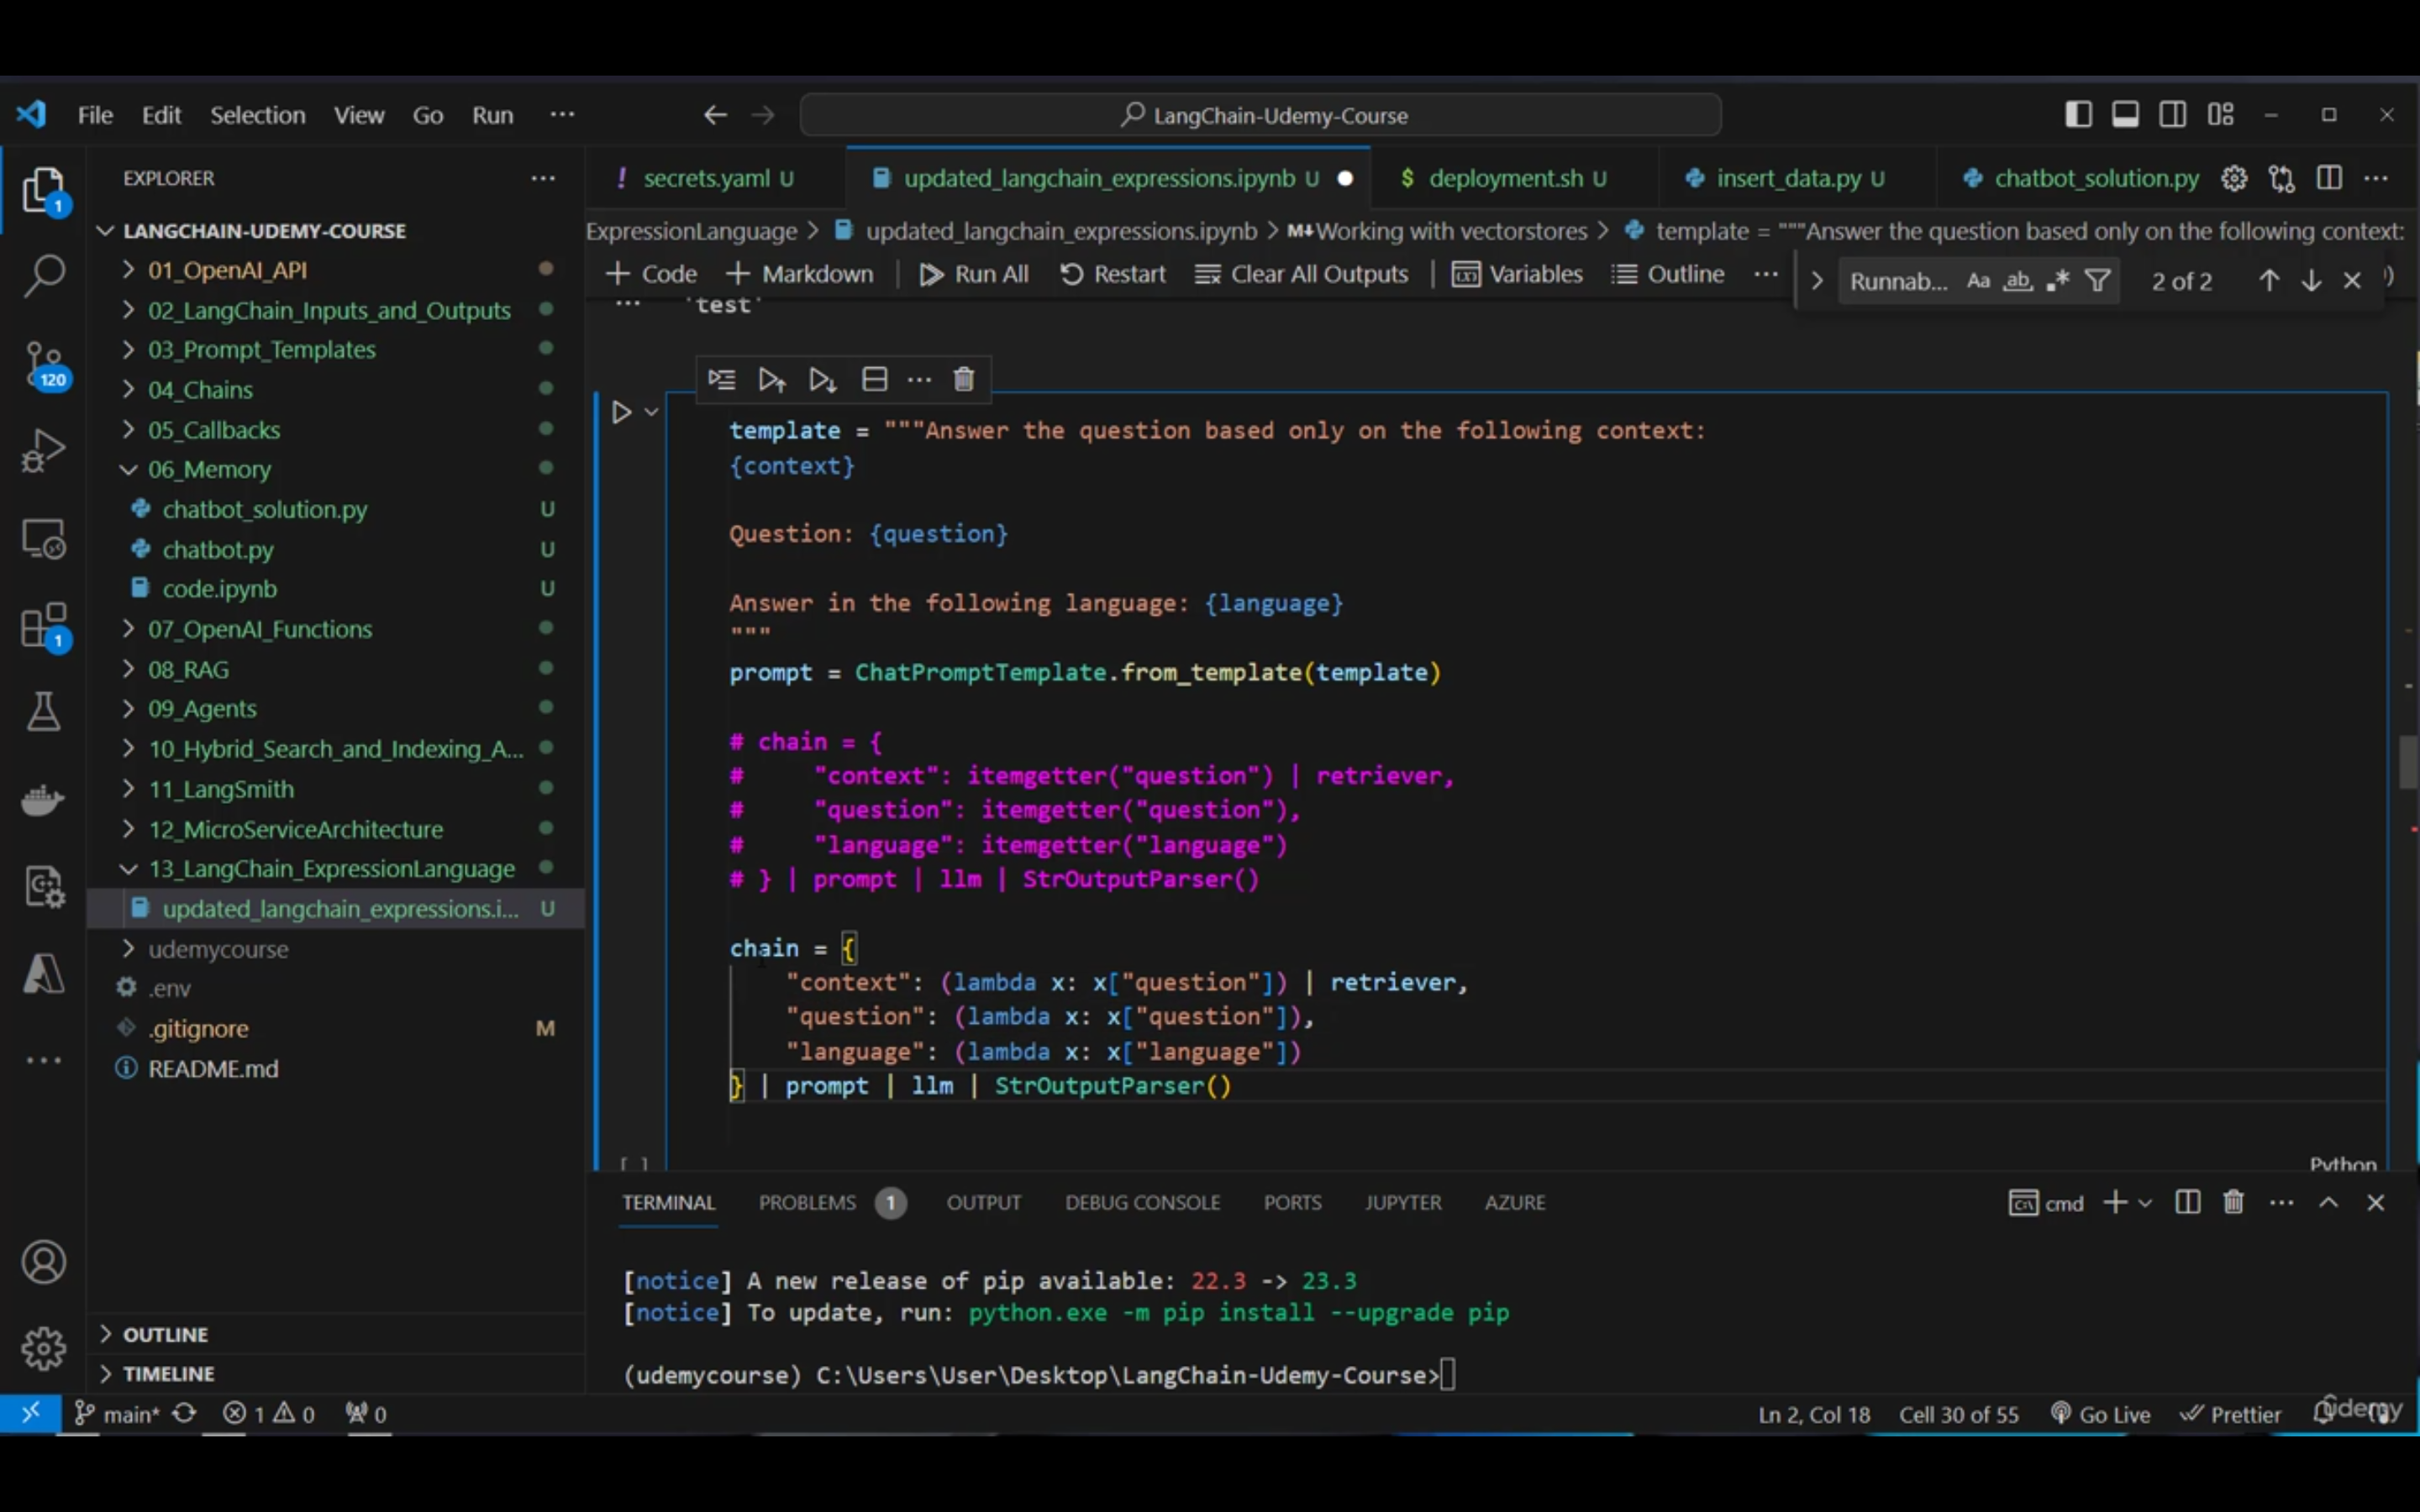 File Edit Selection View Go Run ··· LangChain-Udemy-Course
EXPLORER ···
LANGCHAIN-UDEMY-COURSE
01_OpenAI_API
02_LangChain_Inputs_and_Outputs
03_Prompt_Templates
04_Chains
05_Callbacks
06_Memory
chatbot_solution.py U
chatbot.py U
code.ipynb U
07_OpenAI_Functions
08_RAG
09_Agents
10_Hybrid_Search_and_Indexing_A...
11_LangSmith
12_MicroServiceArchitecture
13_LangChain_ExpressionLanguage
updated_langchain_expressions.i... U
udemycourse
.env
.gitignore M
README.md
OUTLINE
TIMELINE
1
120
1
! secrets.yaml U updated_langchain_expressions.ipynb U $ deployment.sh U insert_data.py U chatbot_solution.py
ExpressionLanguage > updated_langchain_expressions.ipynb > M↓Working with vectorstores > template = """Answer the question based only on the following context:
+ Code + Markdown | Run All Restart Clear All Outputs | Variables Outline ···
Runnab... Aa ab 2 of 2
'test'
template = """Answer the question based only on the following context:
{context}
Question: {question}
Answer in the following language: {language}
"""
prompt = ChatPromptTemplate.from_template(template)
# chain = {
#     "context": itemgetter("question") | retriever,
#     "question": itemgetter("question"),
#     "language": itemgetter("language")
# } | prompt | llm | StrOutputParser()
chain = {
    "context": (lambda x: x["question"]) | retriever,
    "question": (lambda x: x["question"]),
    "language": (lambda x: x["language"])
} | prompt | llm | StrOutputParser()
[ ]
Python
TERMINAL PROBLEMS 1 OUTPUT DEBUG CONSOLE PORTS JUPYTER AZURE cmd
[notice] A new release of pip available: 22.3 -> 23.3
[notice] To update, run: python.exe -m pip install --upgrade pip
(udemycourse) C:\Users\User\Desktop\LangChain-Udemy-Course>
main* 1 0 0 Ln 2, Col 18 Cell 30 of 55 Go Live Prettier
Udemy